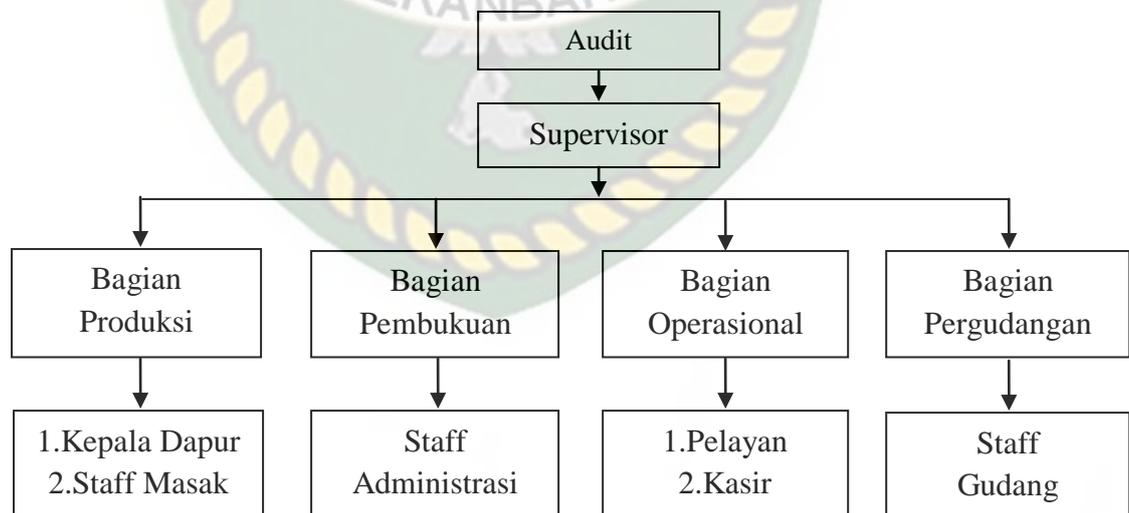 Audit
Supervisor
Bagian
Produksi
Bagian
Pembukuan
Bagian
Operasional
Bagian
Pergudangan
1.Kepala Dapur
2.Staff Masak
Staff
Administrasi
1.Pelayan
2.Kasir
Staff
Gudang